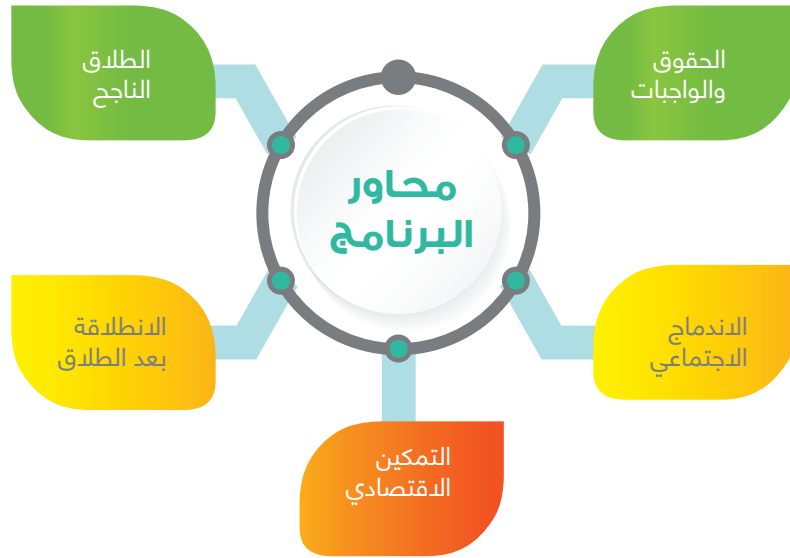 محاور
البرنامج
الحقوق
والواجبات
الطلاق
الناجح
الاندماج
الاجتماعي
الانطلاقة
بعد الطلاق
التمكين
الاقتصادي